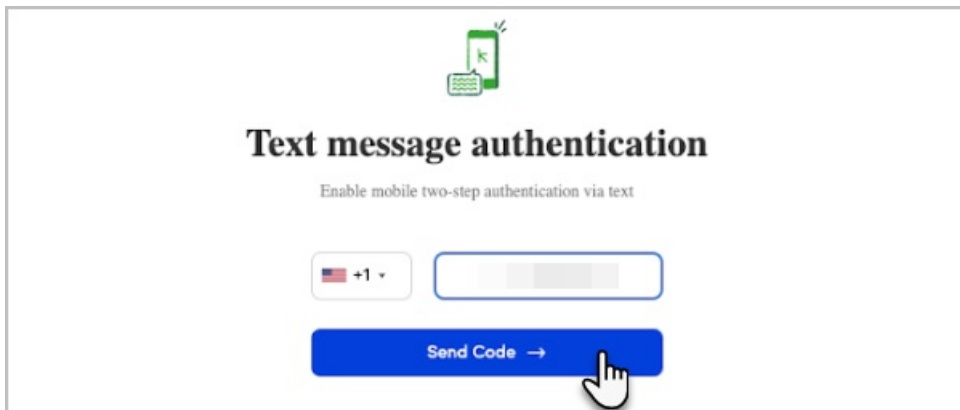 k
Text message authentication
Enable mobile two-step authentication via text
+1
Send Code →